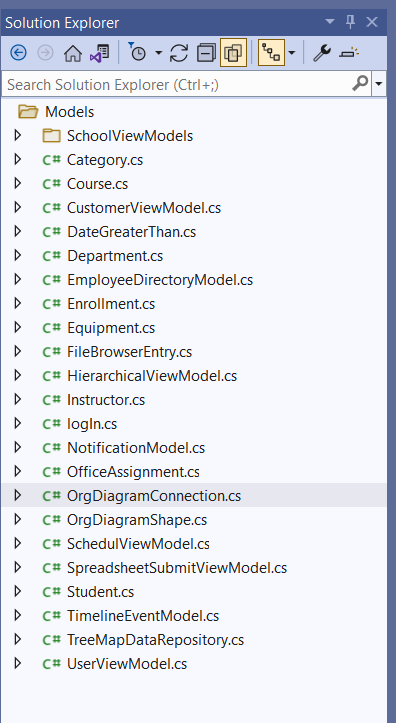 Solution Explorer
Search Solution Explorer (Ctrl+;)
Models
SchoolViewModels
C# Category.cs
C# Course.cs
C# CustomerViewModel.cs
C# DateGreaterThan.cs
C# Department.cs
C# EmployeeDirectoryModel.cs
C# Enrollment.cs
C# Equipment.cs
C# FileBrowserEntry.cs
C# HierarchicalViewModel.cs
C# Instructor.cs
C# logIn.cs
C# NotificationModel.cs
C# OfficeAssignment.cs
C# OrgDiagramConnection.cs
C# OrgDiagramShape.cs
C# SchedulViewModel.cs
C# SpreadsheetSubmitViewModel.cs
C# Student.cs
C# TimelineEventModel.cs
C# TreeMapDataRepository.cs
C# UserViewModel.cs